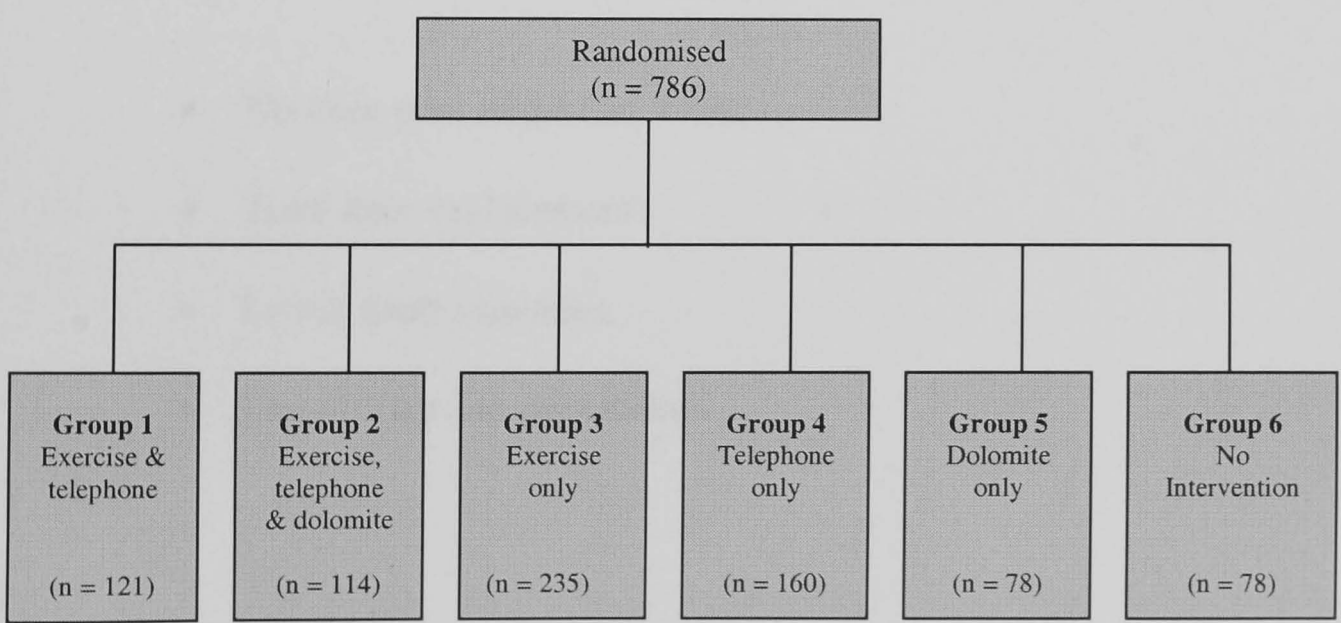 Randomised
(n = 786)
Group 1
Exercise &
telephone
(n = 121)
Group 2
Exercise,
telephone
& dolomite
(n = 114)
Group 3
Exercise
only
(n = 235)
Group 4
Telephone
only
(n = 160)
Group 5
Dolomite
only
(n = 78)
Group 6
No
Intervention
(n = 78)